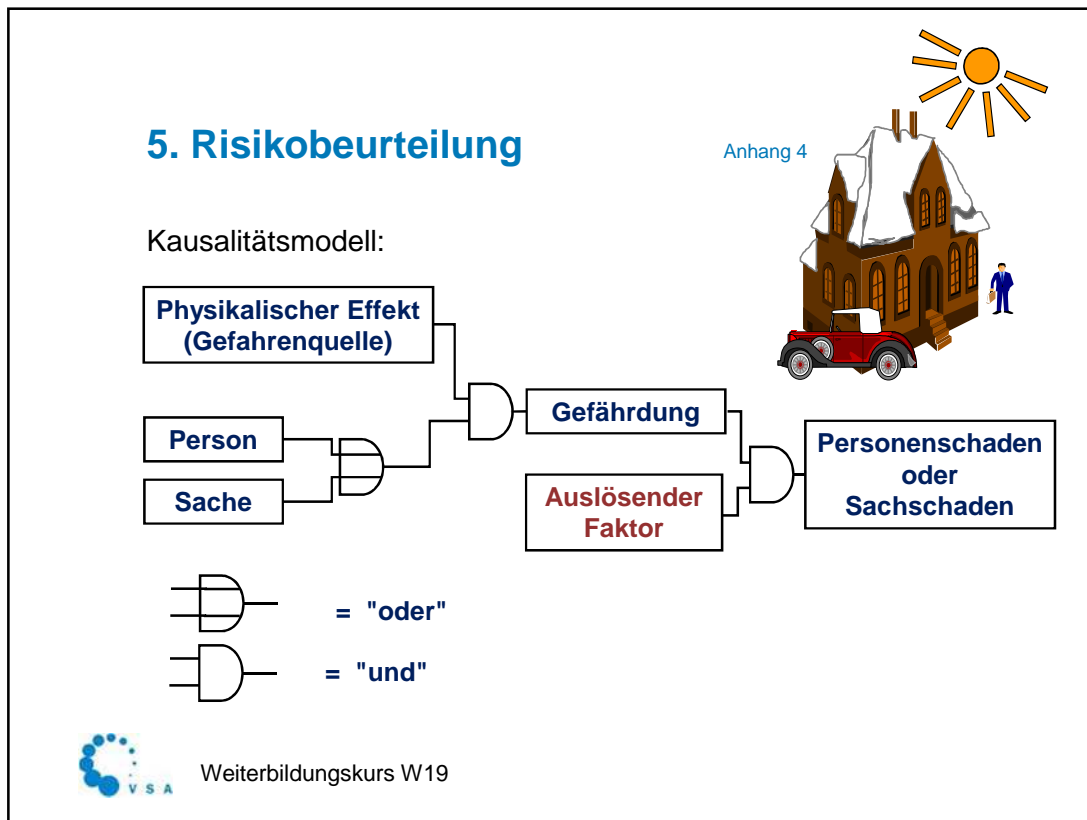 5. Risikobeurteilung
Anhang 4
Kausalitätsmodell:
Physikalischer Effekt
(Gefahrenquelle)
Person
Sache
Gefährdung
Auslösender
Faktor
Personenschaden
oder
Sachschaden
= "oder"
= "und"
VSA
Weiterbildungskurs W19